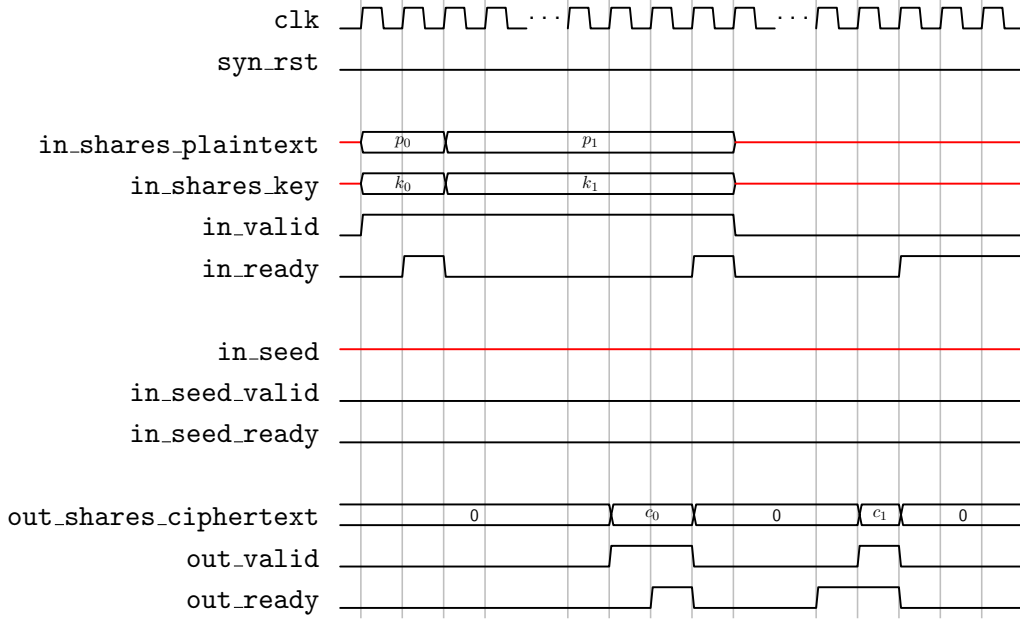 clk ··· ···
syn_rst
in_shares_plaintext p₀ p₁
in_shares_key k₀ k₁
in_valid
in_ready
in_seed
in_seed_valid
in_seed_ready
out_shares_ciphertext 0 c₀ 0 c₁ 0
out_valid
out_ready